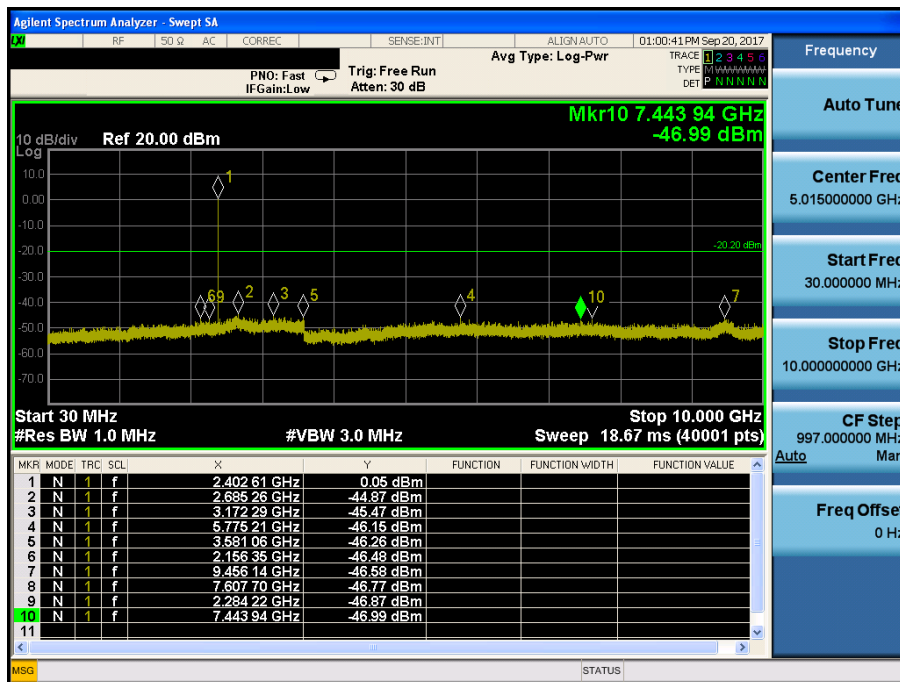 Agilent Spectrum Analyzer - Swept SA
LXI RF 50 Ω AC CORREC SENSE:INT ALIGN AUTO 01:00:41 PM Sep 20, 2017
Avg Type: Log-Pwr TRACE 1 2 3 4 5 6
PNO: Fast Trig: Free Run TYPE M WWWWW
IFGain:Low Atten: 30 dB DET P N N N N N
Mkr10 7.443 94 GHz
-46.99 dBm
10 dB/div Ref 20.00 dBm
Log
10.0
0.00
-10.0
-20.0
-30.0
-40.0
-50.0
-60.0
-70.0
1
-20.20 dBm
6 9 2 3 5 4 10 7
Start 30 MHz Stop 10.000 GHz
#Res BW 1.0 MHz #VBW 3.0 MHz Sweep 18.67 ms (40001 pts)
MKR MODE TRC SCL X Y FUNCTION FUNCTION WIDTH FUNCTION VALUE
1 N 1 f 2.402 61 GHz 0.05 dBm
2 N 1 f 2.685 26 GHz -44.87 dBm
3 N 1 f 3.172 29 GHz -45.47 dBm
4 N 1 f 5.775 21 GHz -46.15 dBm
5 N 1 f 3.581 06 GHz -46.26 dBm
6 N 1 f 2.156 35 GHz -46.48 dBm
7 N 1 f 9.456 14 GHz -46.58 dBm
8 N 1 f 7.607 70 GHz -46.77 dBm
9 N 1 f 2.284 22 GHz -46.87 dBm
10 N 1 f 7.443 94 GHz -46.99 dBm
11
MSG STATUS
Frequency
Auto Tune
Center Freq
5.015000000 GHz
Start Freq
30.000000 MHz
Stop Freq
10.000000000 GHz
CF Step
997.000000 MHz
Auto Man
Freq Offset
0 Hz